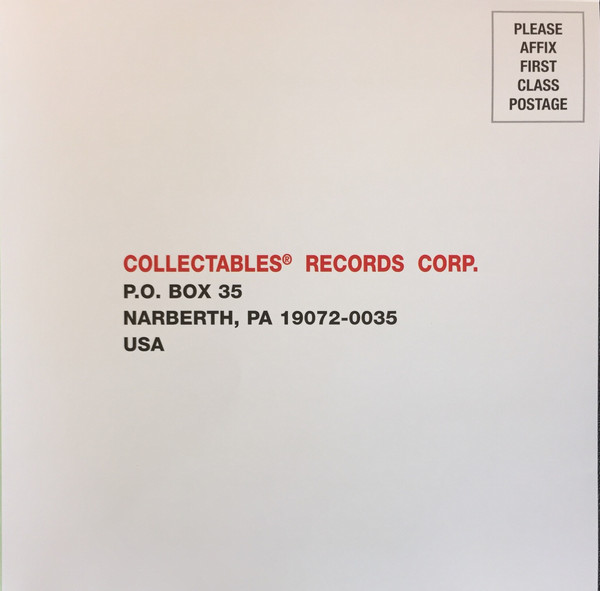 PLEASE
AFFIX
FIRST
CLASS
POSTAGE
COLLECTABLES® RECORDS CORP.
P.O. BOX 35
NARBERTH, PA 19072-0035
USA